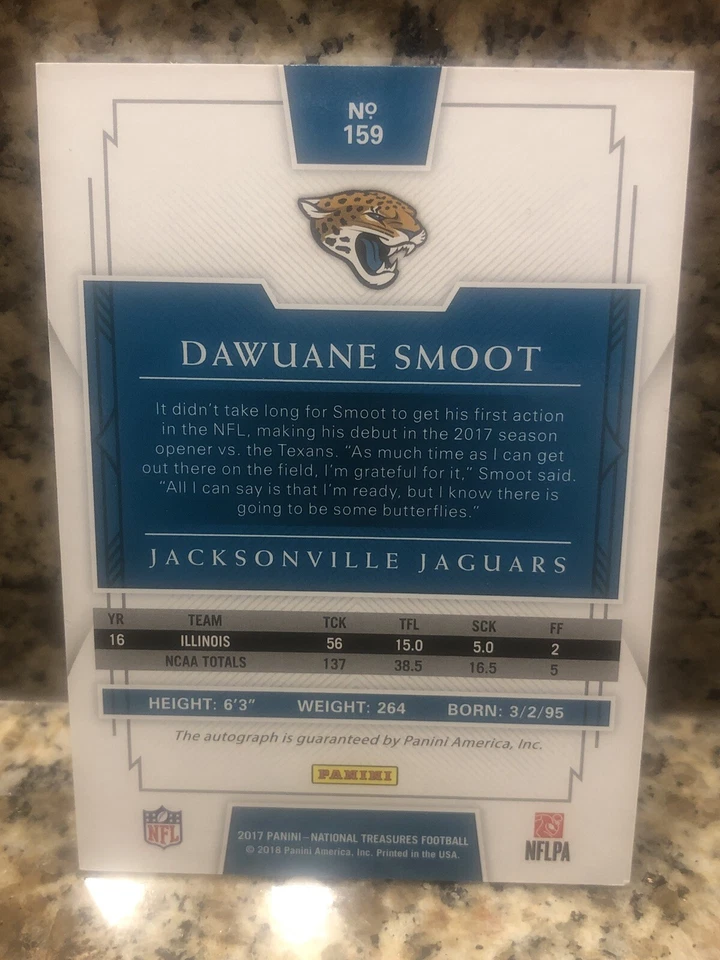 Nº
159
DAWUANE SMOOT
It didn't take long for Smoot to get his first action
in the NFL, making his debut in the 2017 season
opener vs. the Texans. "As much time as I can get
out there on the field, I'm grateful for it," Smoot said.
"All I can say is that I'm ready, but I know there is
going to be some butterflies."
JACKSONVILLE JAGUARS
YR TEAM TCK TFL SCK FF
16 ILLINOIS 56 15.0 5.0 2
NCAA TOTALS 137 38.5 16.5 5
HEIGHT: 6'3" WEIGHT: 264 BORN: 3/2/95
The autograph is guaranteed by Panini America, Inc.
PANINI
NFL
2017 PANINI – NATIONAL TREASURES FOOTBALL
© 2018 Panini America, Inc. Printed in the USA.
NFLPA